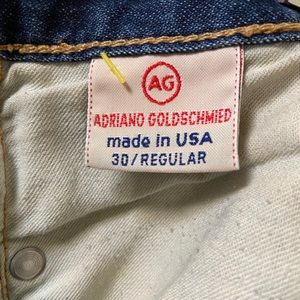 AG
ADRIANO GOLDSCHMIED
made in USA
30/REGULAR